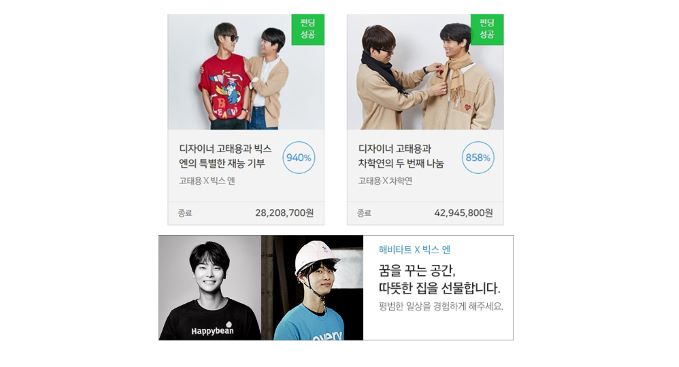 펀딩
성공
디자이너 고태용과 빅스
엔의 특별한 재능 기부
940%
고태용 X 빅스 엔
종료
28,208,700원
펀딩
성공
디자이너 고태용과
차학연의 두 번째 나눔
858%
고태용 X 차학연
종료
42,945,800원
Happybean
every
해비타트 X 빅스 엔
꿈을 꾸는 공간,
따뜻한 집을 선물합니다.
평범한 일상을 경험하게 해주세요.